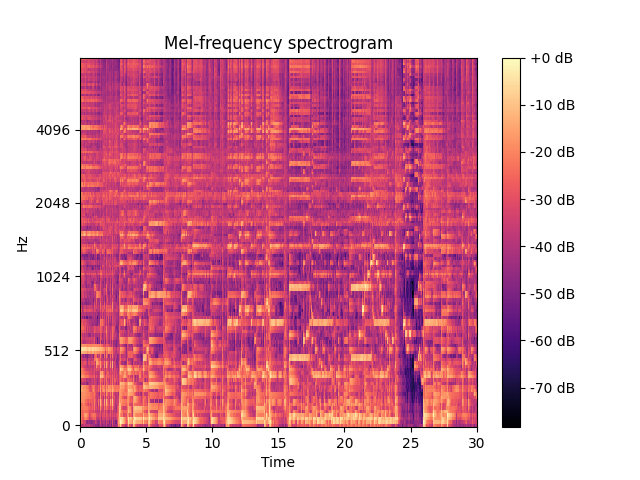 Mel-frequency spectrogram
Hz
4096
2048
1024
512
0
0 5 10 15 20 25 30
Time
+0 dB
-10 dB
-20 dB
-30 dB
-40 dB
-50 dB
-60 dB
-70 dB